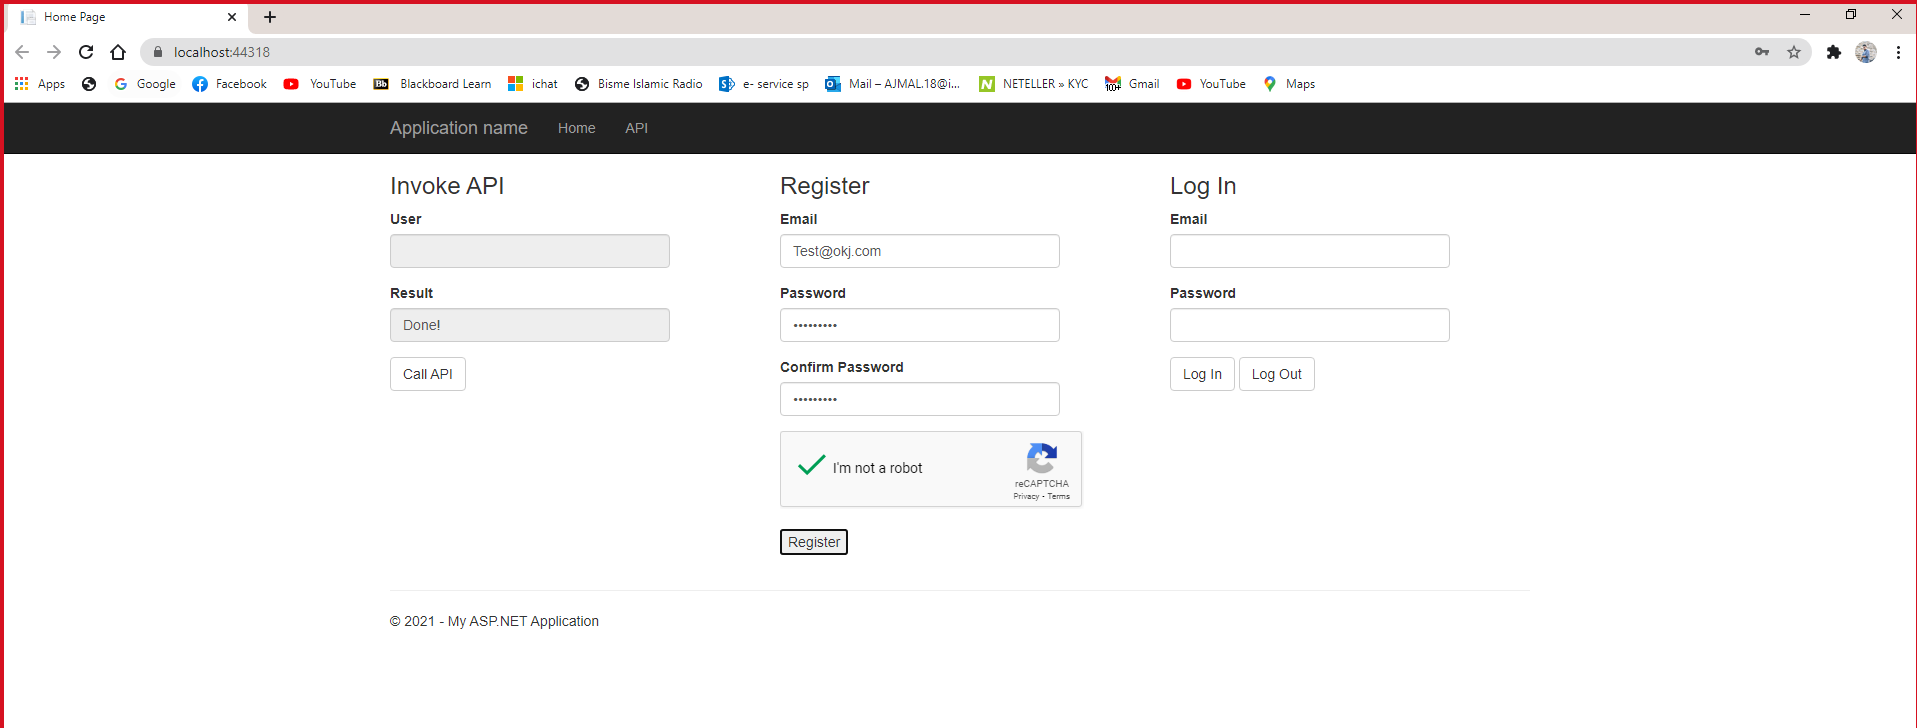 Home Page
localhost:44318
Apps Google Facebook YouTube Bb Blackboard Learn ichat Bisme Islamic Radio e- service sp Mail – AJMAL.18@i... N NETELLER » KYC 100+ Gmail YouTube Maps
Application name Home API
Invoke API
User
Result
Done!
Call API
Register
Email
Test@okj.com
Password
•••••••••
Confirm Password
•••••••••
I'm not a robot
reCAPTCHA
Privacy - Terms
Register
Log In
Email
Password
Log In Log Out
© 2021 - My ASP.NET Application